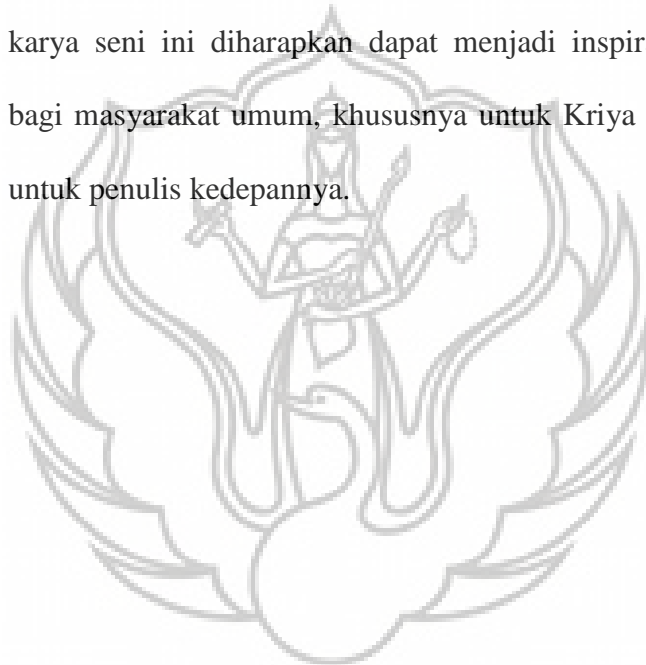 karya seni ini diharapkan dapat menjadi inspir
bagi masyarakat umum, khususnya untuk Kriya
untuk penulis kedepannya.